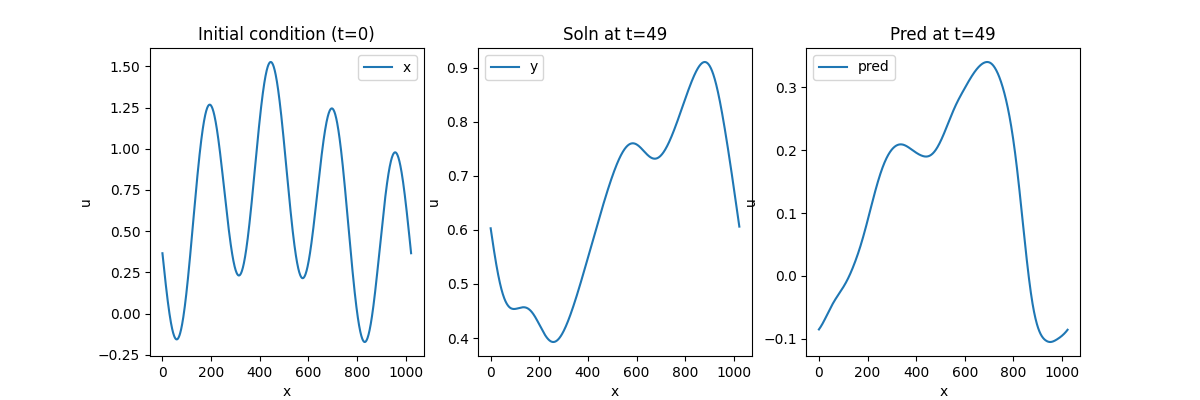 Initial condition (t=0)
x
1.50
1.25
1.00
0.75
0.50
0.25
0.00
−0.25
u
0 200 400 600 800 1000
x
Soln at t=49
y
0.9
0.8
0.7
0.6
0.5
0.4
u
0 200 400 600 800 1000
x
Pred at t=49
pred
0.3
0.2
0.1
0.0
−0.1
u
0 200 400 600 800 1000
x